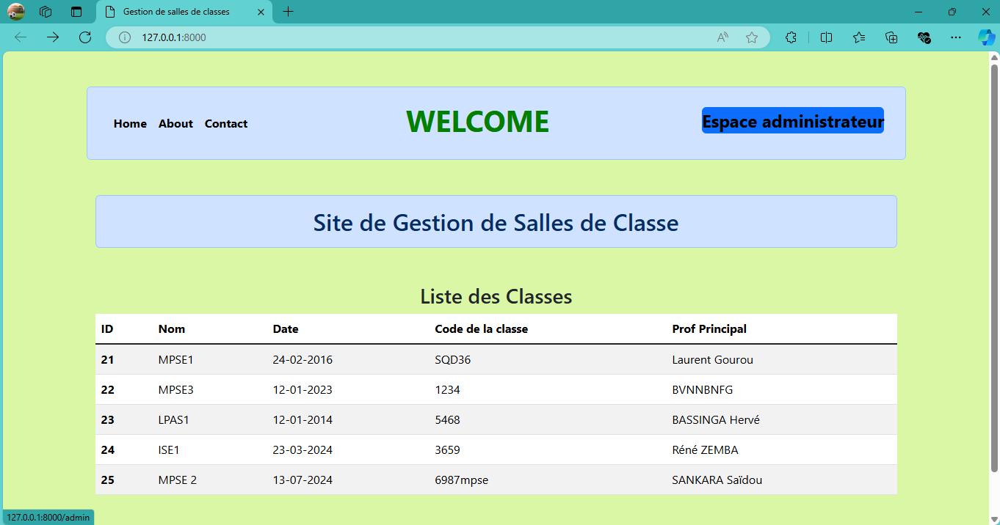 Gestion de salles de classes
127.0.0.1:8000
Home About Contact WELCOME Espace administrateur
Site de Gestion de Salles de Classe
Liste des Classes
ID Nom Date Code de la classe Prof Principal
21 MPSE1 24-02-2016 SQD36 Laurent Gourou
22 MPSE3 12-01-2023 1234 BVNNBNFG
23 LPAS1 12-01-2014 5468 BASSINGA Hervé
24 ISE1 23-03-2024 3659 Réné ZEMBA
25 MPSE 2 13-07-2024 6987mpse SANKARA Saïdou
127.0.0.1:8000/admin